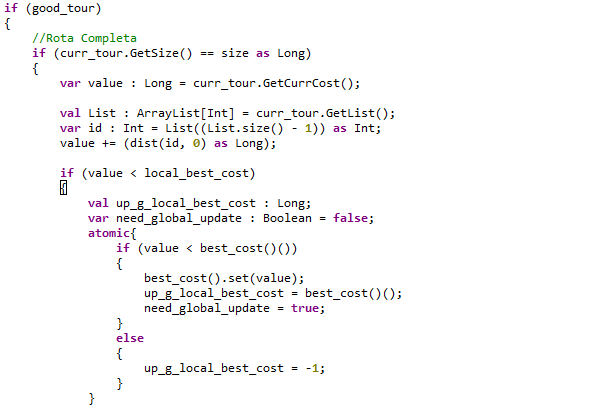 if (good_tour)
{
    //Rota Completa
    if (curr_tour.GetSize() == size as Long)
    {
        var value : Long = curr_tour.GetCurrCost();

        val List : ArrayList[Int] = curr_tour.GetList();
        var id : Int = List((List.size() - 1)) as Int;
        value += (dist(id, 0) as Long);

        if (value < local_best_cost)
        {
            val up_g_local_best_cost : Long;
            var need_global_update : Boolean = false;
            atomic{
                if (value < best_cost()())
                {
                    best_cost().set(value);
                    up_g_local_best_cost = best_cost()();
                    need_global_update = true;
                }
                else
                {
                    up_g_local_best_cost = -1;
                }
            }